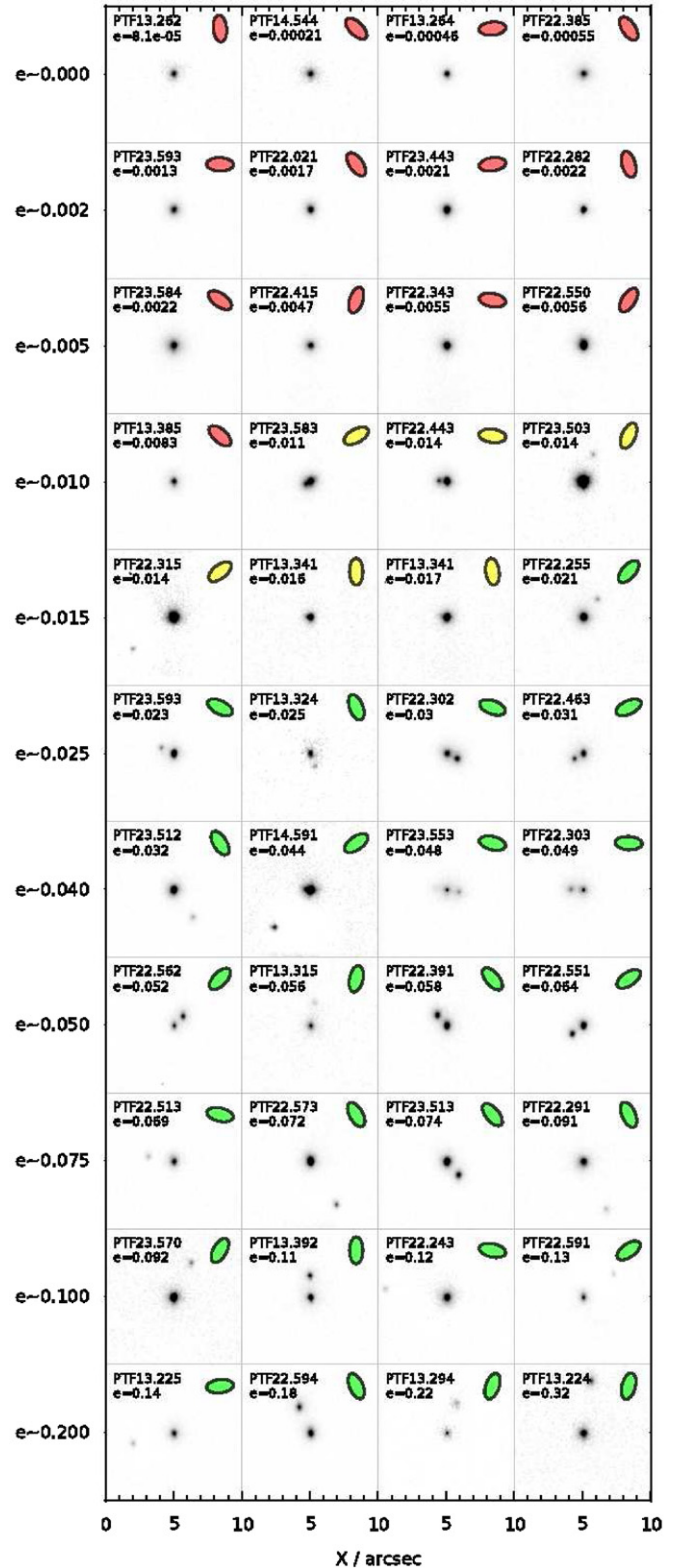 PTF13.262 PTF14.544 PTF13.264 PTF22.385
e=8.1e-05 e=0.00021 e=0.00046 e=0.00055
e~0.000
PTF23.593 PTF22.021 PTF23.443 PTF22.282
e=0.0013 e=0.0017 e=0.0021 e=0.0022
e~0.002
PTF23.584 PTF22.415 PTF22.343 PTF22.550
e=0.0022 e=0.0047 e=0.0055 e=0.0056
e~0.005
PTF13.385 PTF23.583 PTF22.443 PTF23.503
e=0.0083 e=0.011 e=0.014 e=0.014
e~0.010
PTF22.315 PTF13.341 PTF13.341 PTF22.255
e=0.014 e=0.016 e=0.017 e=0.021
e~0.015
PTF23.593 PTF13.324 PTF22.302 PTF22.463
e=0.023 e=0.025 e=0.03 e=0.031
e~0.025
PTF23.512 PTF14.591 PTF23.553 PTF22.303
e=0.032 e=0.044 e=0.048 e=0.049
e~0.040
PTF22.562 PTF13.315 PTF22.391 PTF22.551
e=0.052 e=0.056 e=0.058 e=0.064
e~0.050
PTF22.513 PTF22.573 PTF23.513 PTF22.291
e=0.069 e=0.072 e=0.074 e=0.091
e~0.075
PTF23.570 PTF13.392 PTF22.243 PTF22.591
e=0.092 e=0.11 e=0.12 e=0.13
e~0.100
PTF13.225 PTF22.594 PTF13.294 PTF13.224
e=0.14 e=0.18 e=0.22 e=0.32
e~0.200
0 5 10 5 10 5 10 5 10
X / arcsec